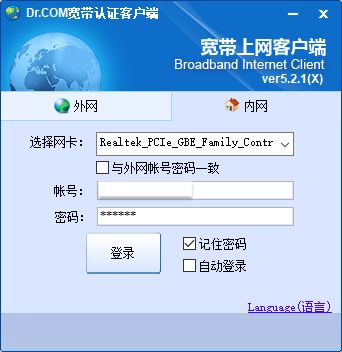 Dr.COM宽带认证客户端
宽带上网客户端
Broadband Internet Client
ver5.2.1(X)
外网
内网
选择网卡: Realtek_PCIe_GBE_Family_Contr
与外网帐号密码一致
帐号:
密码: ******
登录
记住密码
自动登录
Language(语言)